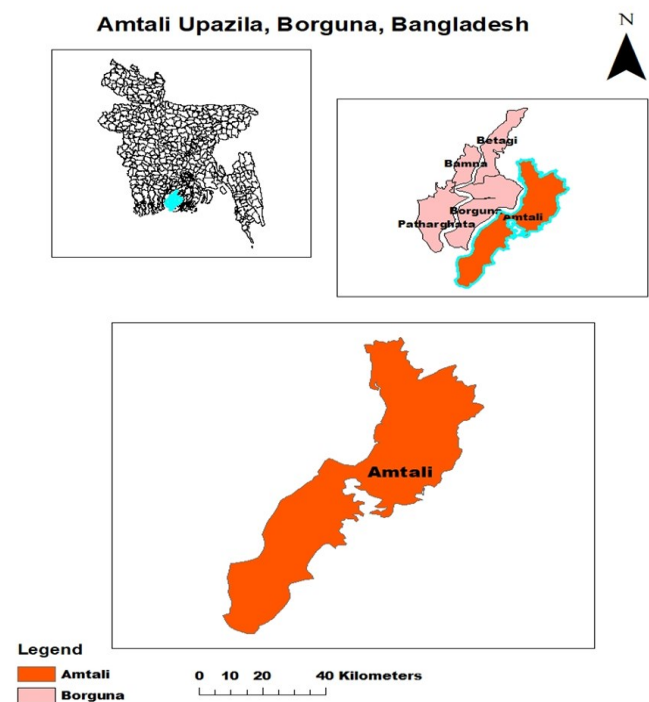 Amtali Upazila, Borguna, Bangladesh
N
Betagi
Bamna
Borguna
Amtali
Patharghata
Amtali
Legend
Amtali
Borguna
0 10 20 40 Kilometers